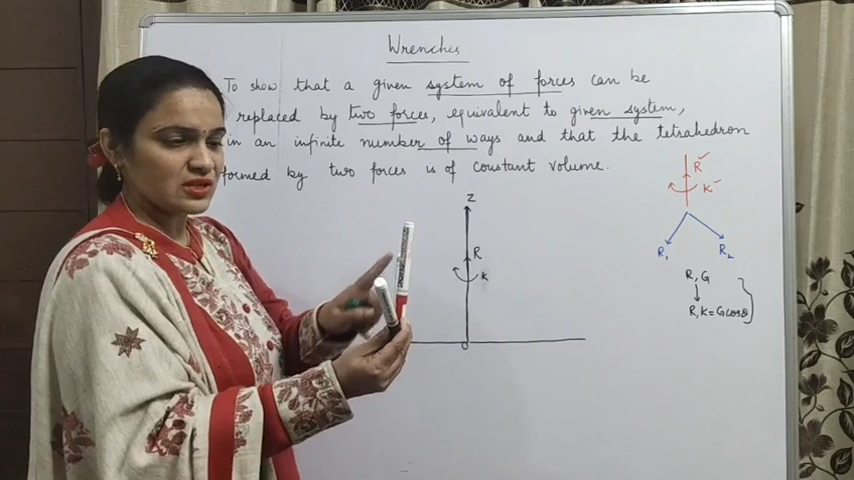 Wrenches
To show that a given system of forces can be
replaced by two forces, equivalent to given system,
in an infinite number of ways and that the tetrahedron
formed by two forces is of constant volume.
Z
R
K
O
R
K
R1
R2
R, G
R, K = G cosθ